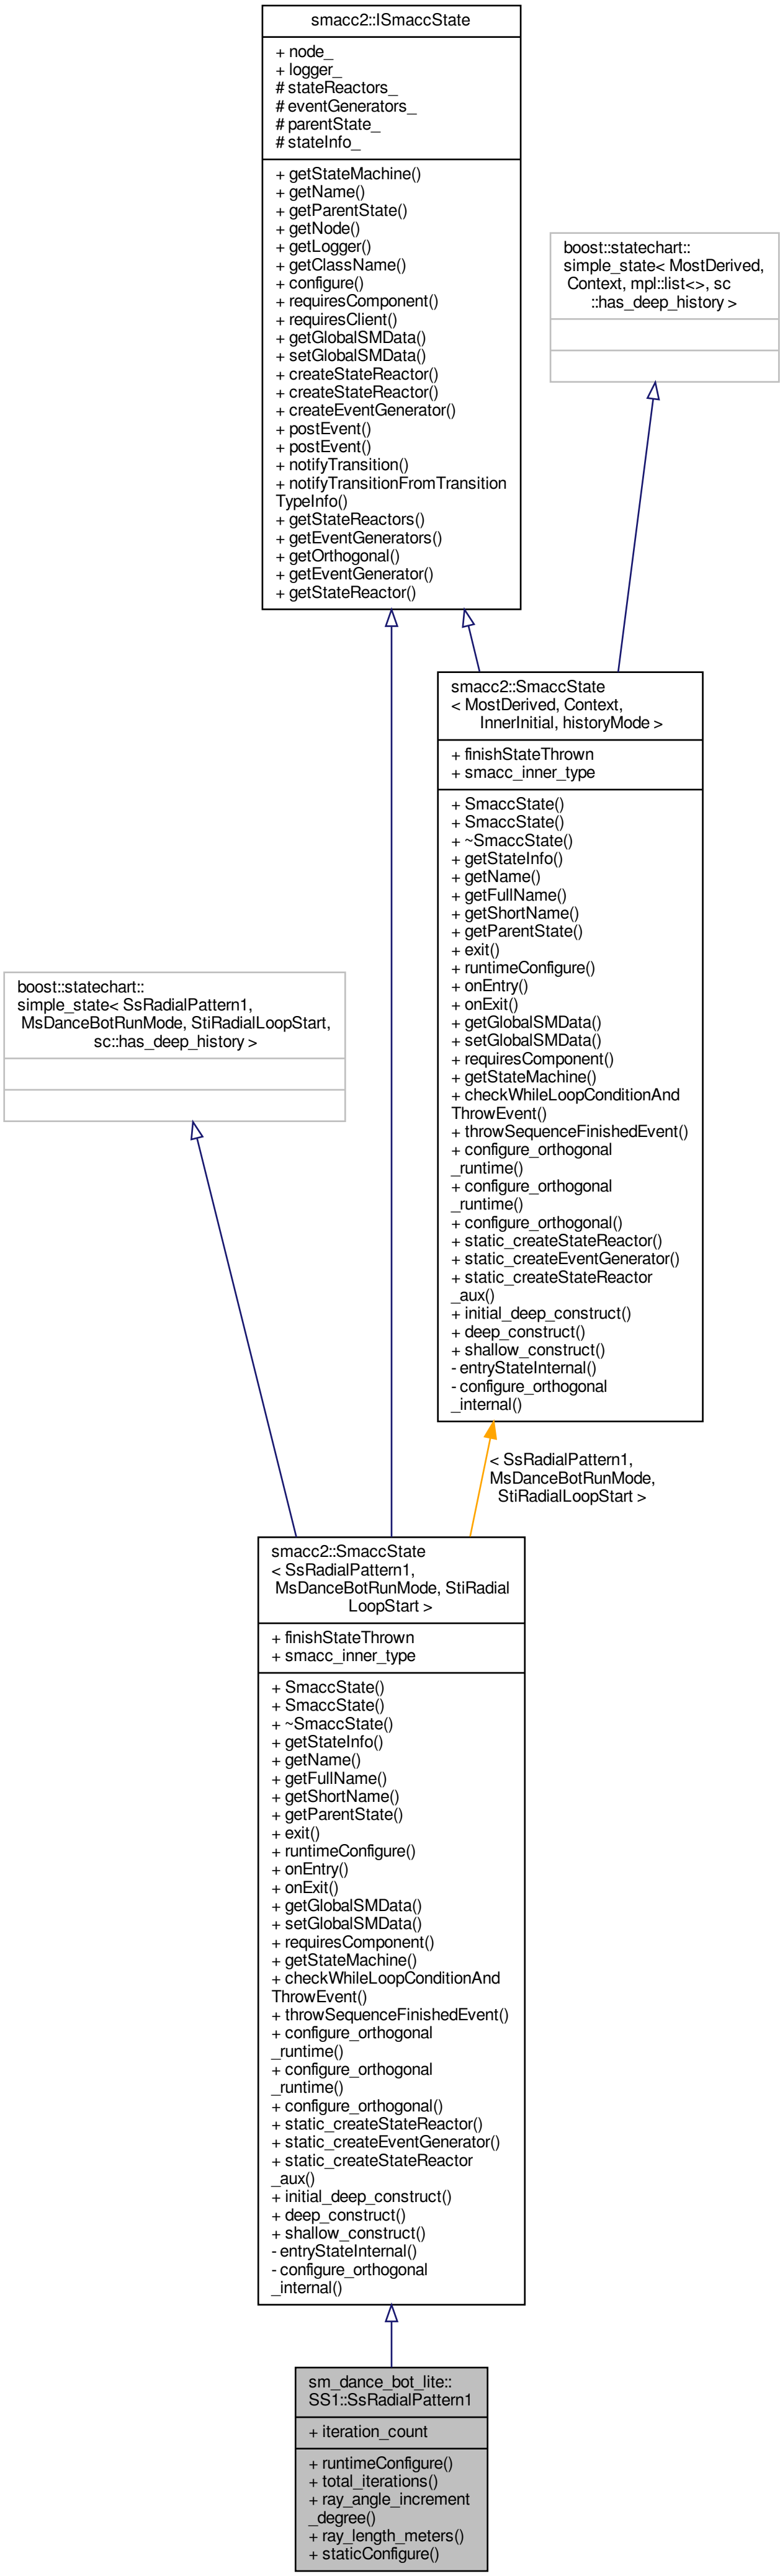 smacc2::ISmaccState
+ node_
+ logger_
# stateReactors_
# eventGenerators_
# parentState_
# stateInfo_
+ getStateMachine()
+ getName()
+ getParentState()
+ getNode()
+ getLogger()
+ getClassName()
+ configure()
+ requiresComponent()
+ requiresClient()
+ getGlobalSMData()
+ setGlobalSMData()
+ createStateReactor()
+ createStateReactor()
+ createEventGenerator()
+ postEvent()
+ postEvent()
+ notifyTransition()
+ notifyTransitionFromTransition
TypeInfo()
+ getStateReactors()
+ getEventGenerators()
+ getOrthogonal()
+ getEventGenerator()
+ getStateReactor()
boost::statechart::
simple_state< MostDerived,
Context, mpl::list<>, sc
::has_deep_history >
smacc2::SmaccState
< MostDerived, Context,
InnerInitial, historyMode >
+ finishStateThrown
+ smacc_inner_type
+ SmaccState()
+ SmaccState()
+ ~SmaccState()
+ getStateInfo()
+ getName()
+ getFullName()
+ getShortName()
+ getParentState()
+ exit()
+ runtimeConfigure()
+ onEntry()
+ onExit()
+ getGlobalSMData()
+ setGlobalSMData()
+ requiresComponent()
+ getStateMachine()
+ checkWhileLoopConditionAnd
ThrowEvent()
+ throwSequenceFinishedEvent()
+ configure_orthogonal
_runtime()
+ configure_orthogonal
_runtime()
+ configure_orthogonal()
+ static_createStateReactor()
+ static_createEventGenerator()
+ static_createStateReactor
_aux()
+ initial_deep_construct()
+ deep_construct()
+ shallow_construct()
- entryStateInternal()
- configure_orthogonal
_internal()
boost::statechart::
simple_state< SsRadialPattern1,
MsDanceBotRunMode, StiRadialLoopStart,
sc::has_deep_history >
< SsRadialPattern1,
MsDanceBotRunMode,
StiRadialLoopStart >
smacc2::SmaccState
< SsRadialPattern1,
MsDanceBotRunMode, StiRadial
LoopStart >
+ finishStateThrown
+ smacc_inner_type
+ SmaccState()
+ SmaccState()
+ ~SmaccState()
+ getStateInfo()
+ getName()
+ getFullName()
+ getShortName()
+ getParentState()
+ exit()
+ runtimeConfigure()
+ onEntry()
+ onExit()
+ getGlobalSMData()
+ setGlobalSMData()
+ requiresComponent()
+ getStateMachine()
+ checkWhileLoopConditionAnd
ThrowEvent()
+ throwSequenceFinishedEvent()
+ configure_orthogonal
_runtime()
+ configure_orthogonal
_runtime()
+ configure_orthogonal()
+ static_createStateReactor()
+ static_createEventGenerator()
+ static_createStateReactor
_aux()
+ initial_deep_construct()
+ deep_construct()
+ shallow_construct()
- entryStateInternal()
- configure_orthogonal
_internal()
sm_dance_bot_lite::
SS1::SsRadialPattern1
+ iteration_count
+ runtimeConfigure()
+ total_iterations()
+ ray_angle_increment
_degree()
+ ray_length_meters()
+ staticConfigure()